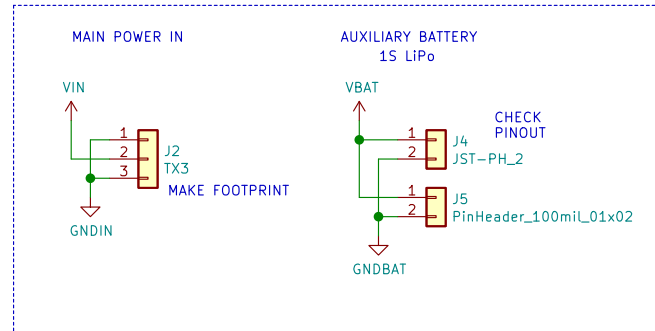 MAIN POWER IN
AUXILIARY BATTERY
1S LiPo
VIN
VBAT
CHECK
PINOUT
1
2
3
J2
TX3
MAKE FOOTPRINT
GNDIN
1
2
J4
JST-PH_2
1
2
J5
PinHeader_100mil_01x02
GNDBAT